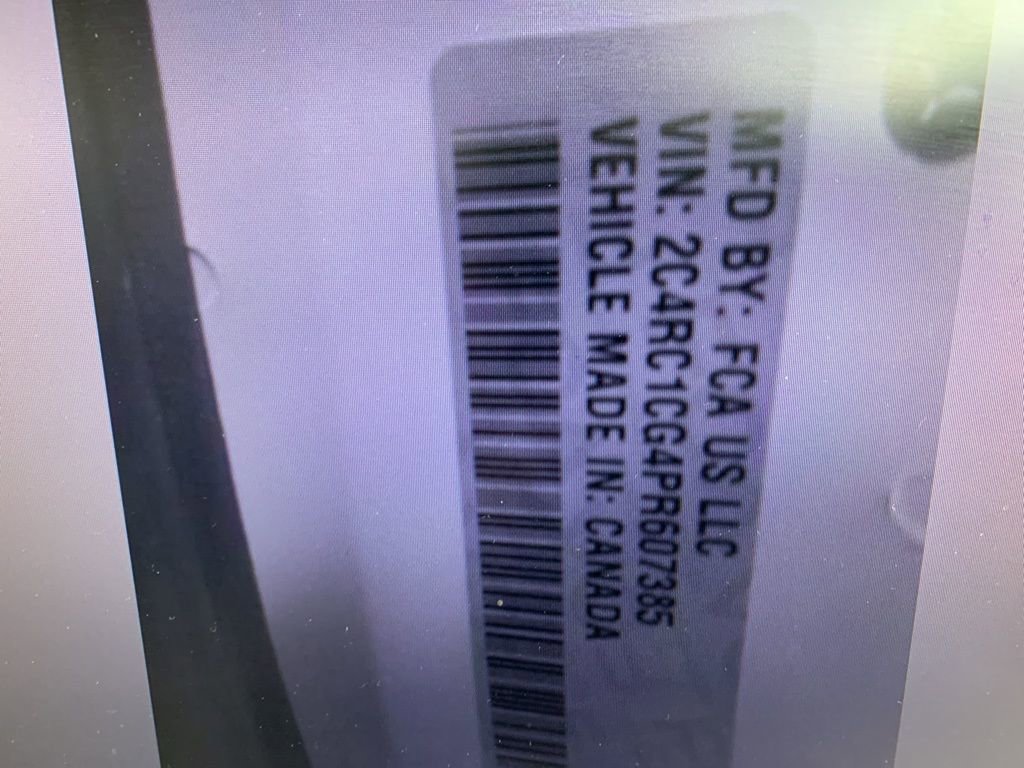 MFD BY: FCA US LLC
VIN: 2C4RC1CG4PR607385
VEHICLE MADE IN: CANADA